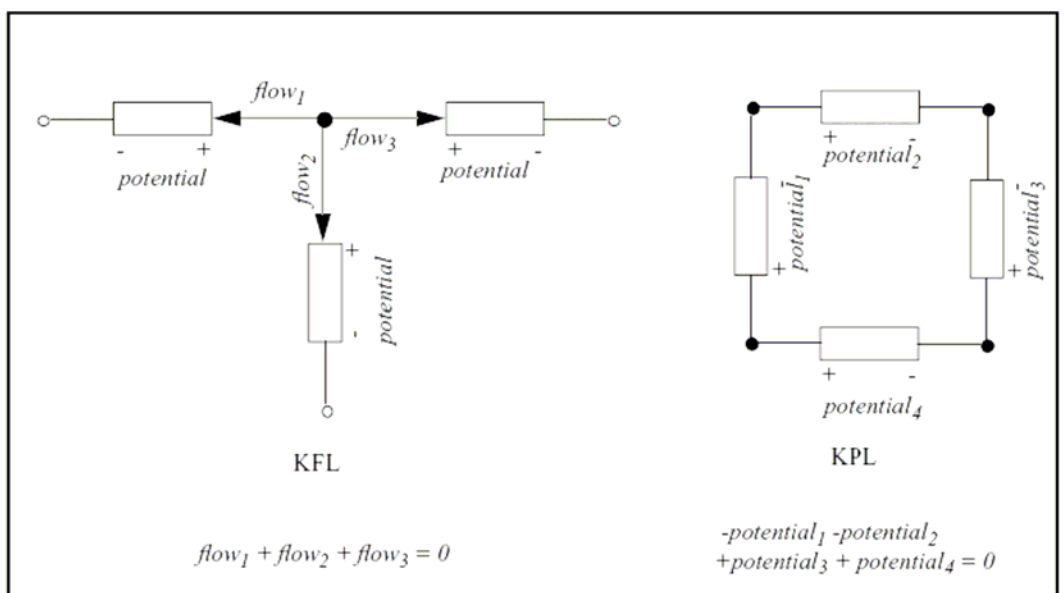 flow1
flow3
- +
potential
flow2
+ -
potential
+
-
potential
KFL
flow1 + flow2 + flow3 = 0
+ -
potential2
+ -
potential1
+ -
potential3
+ -
potential4
KPL
-potential1 -potential2
+potential3 + potential4 = 0